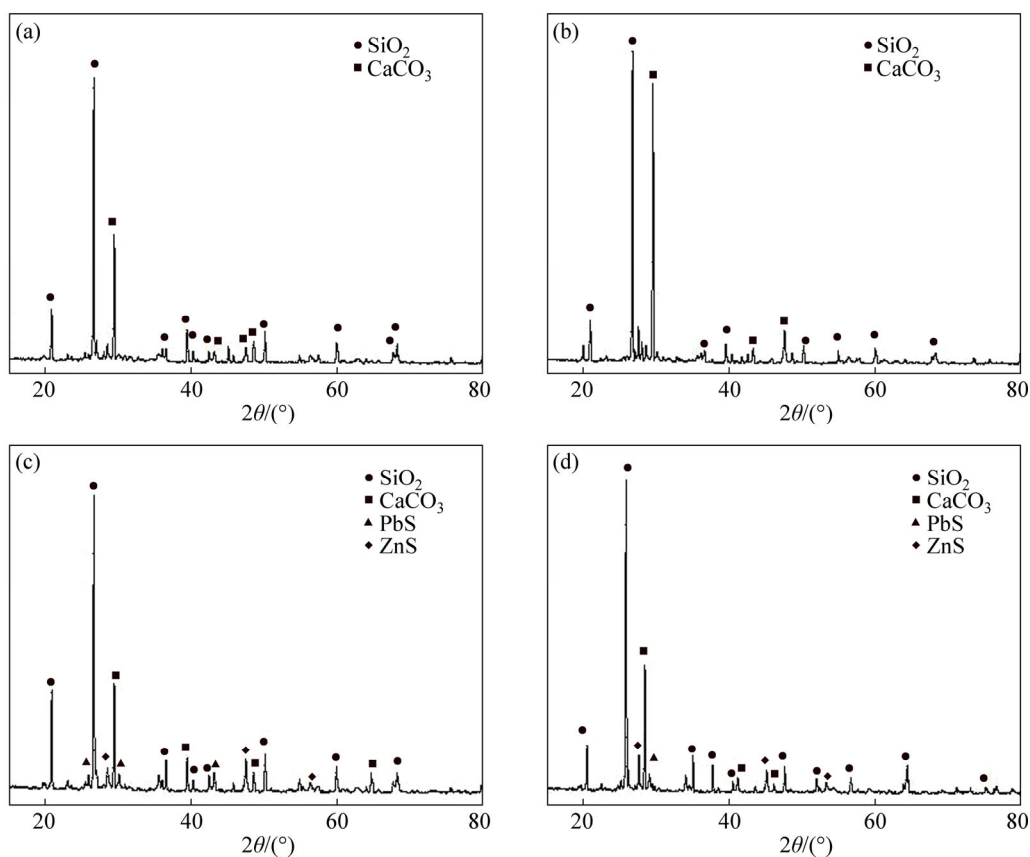 (a)
● SiO₂
■ CaCO₃
20 40 60 80
2θ/(°)
(b)
● SiO₂
■ CaCO₃
20 40 60 80
2θ/(°)
(c)
● SiO₂
■ CaCO₃
▲ PbS
◆ ZnS
20 40 60 80
2θ/(°)
(d)
● SiO₂
■ CaCO₃
▲ PbS
◆ ZnS
20 40 60 80
2θ/(°)